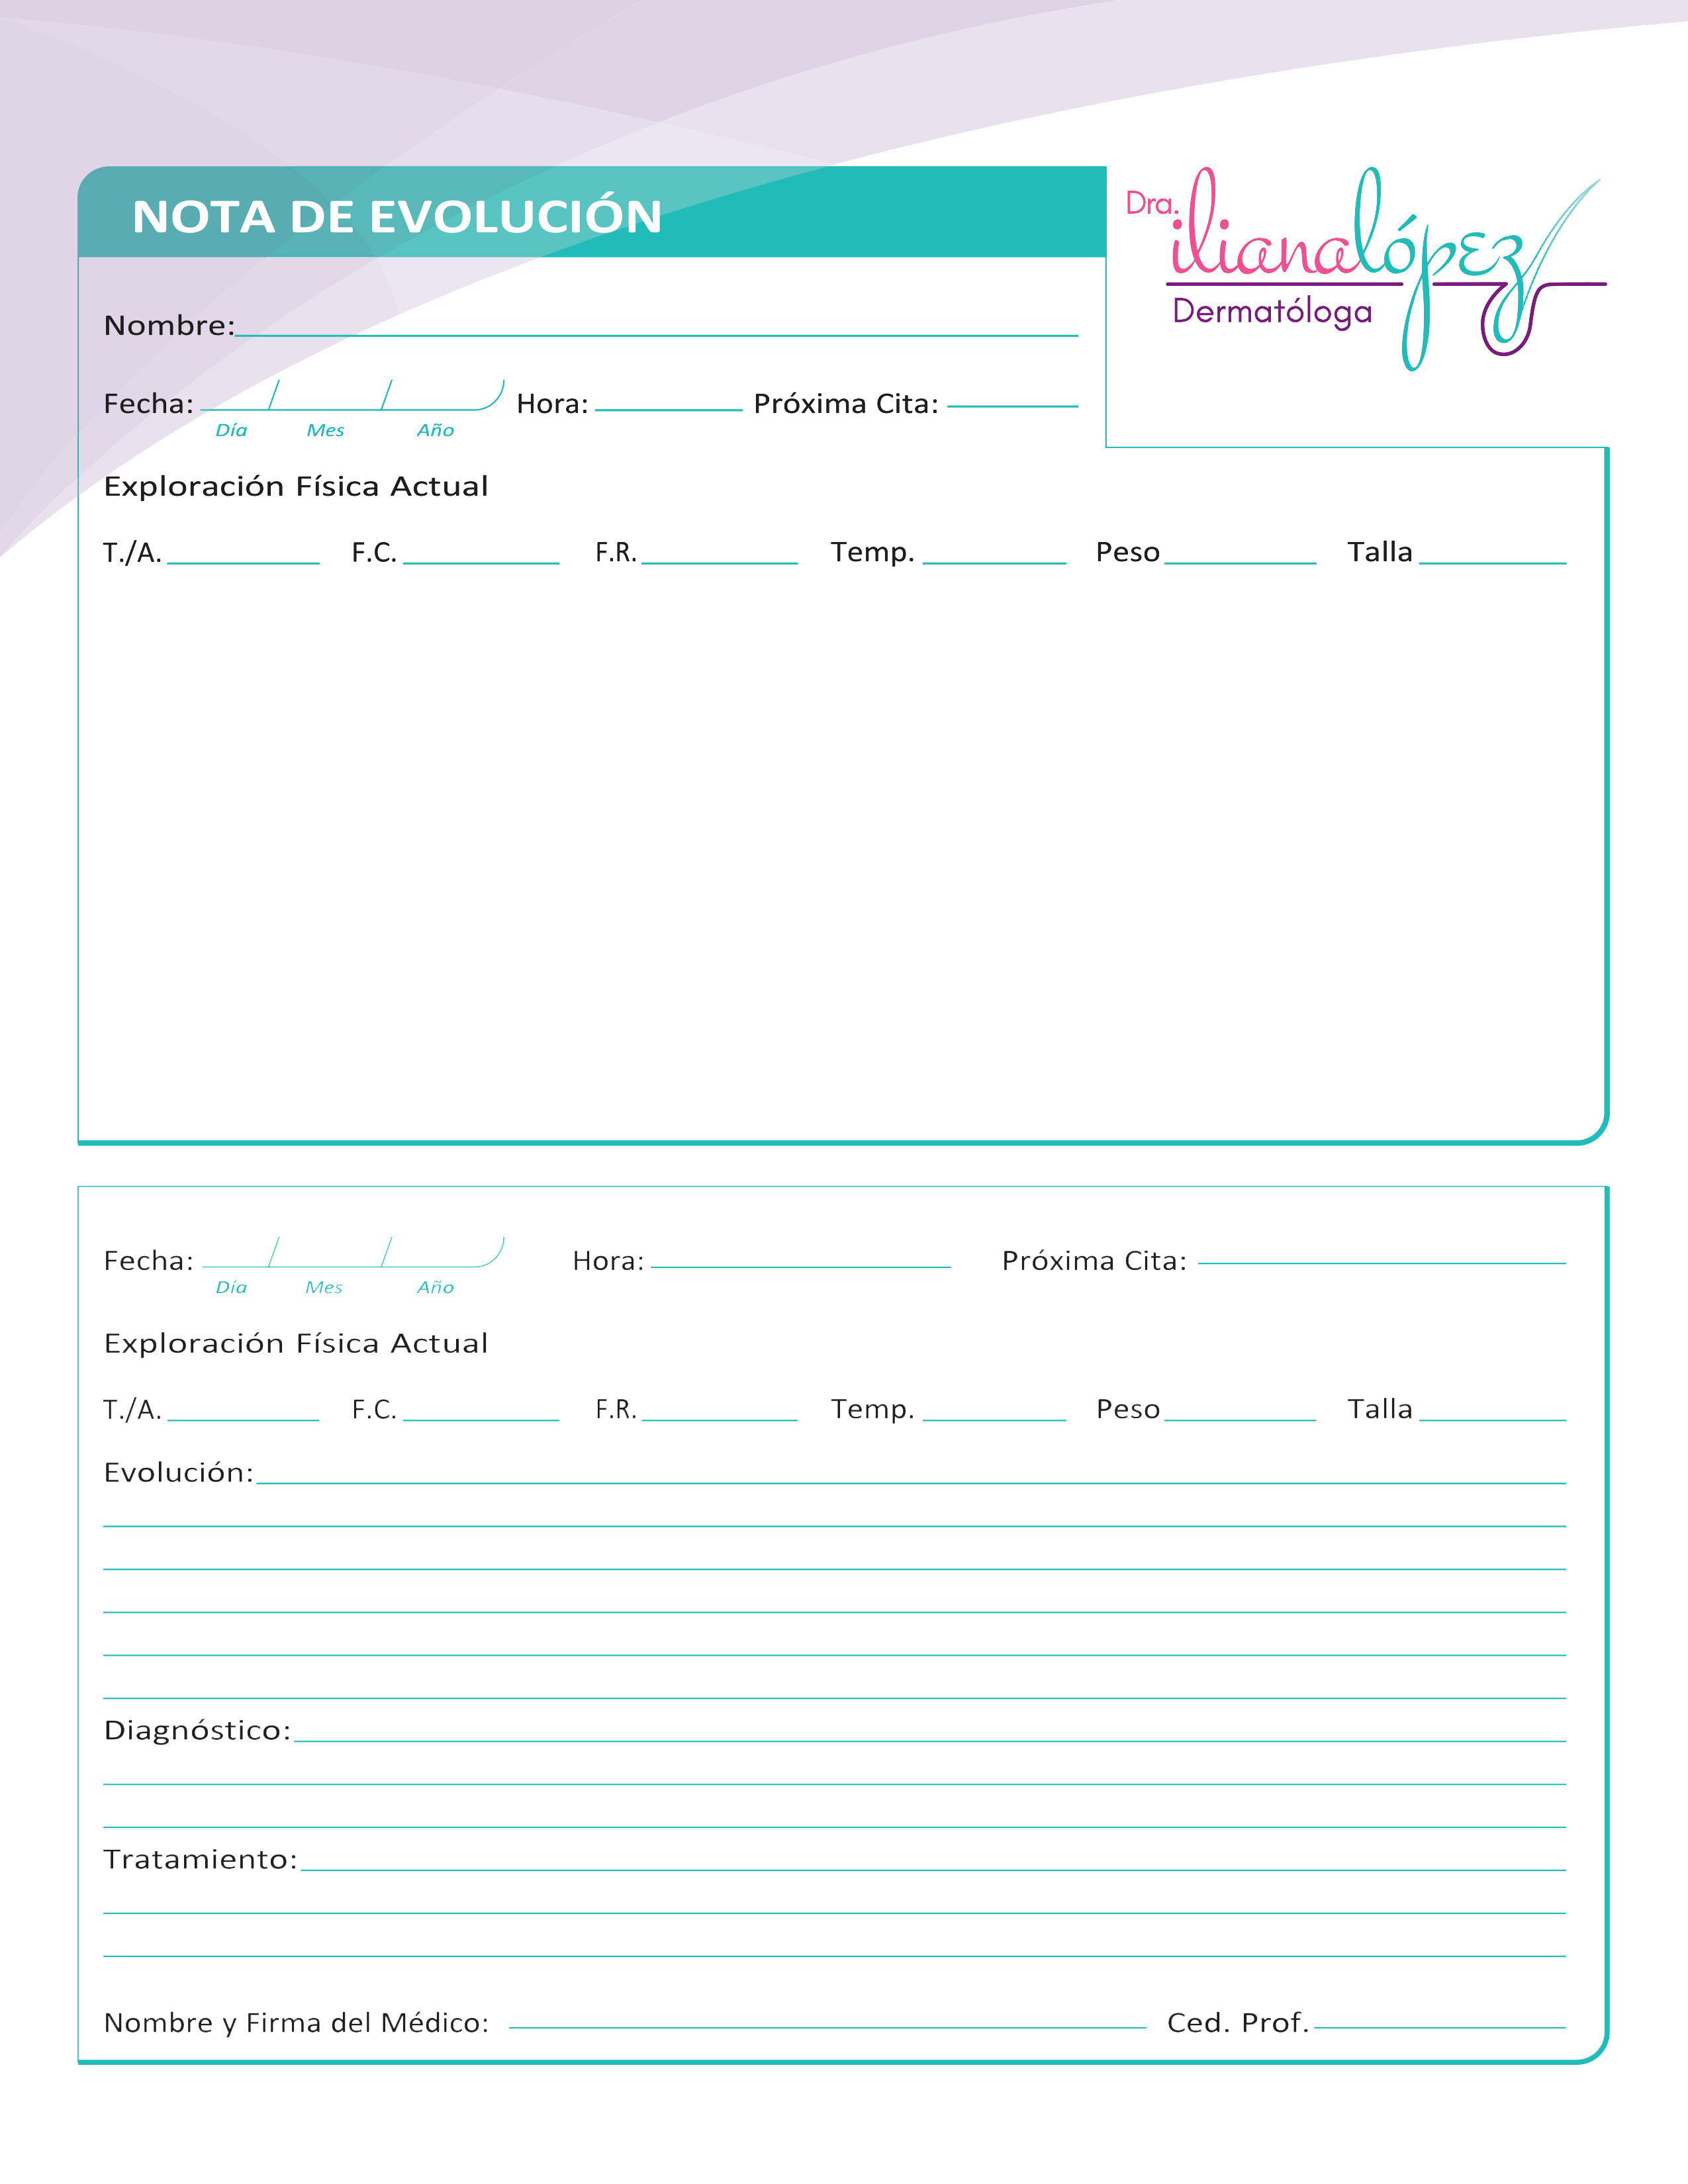 NOTA DE EVOLUCIÓN
Dra. ilianalópez
Dermatóloga
Nombre:
Fecha: Hora: Próxima Cita:
Día Mes Año
Exploración Física Actual
T./A. F.C. F.R. Temp. Peso Talla
Fecha: Hora: Próxima Cita:
Día Mes Año
Exploración Física Actual
T./A. F.C. F.R. Temp. Peso Talla
Evolución:
Diagnóstico:
Tratamiento:
Nombre y Firma del Médico: Ced. Prof.